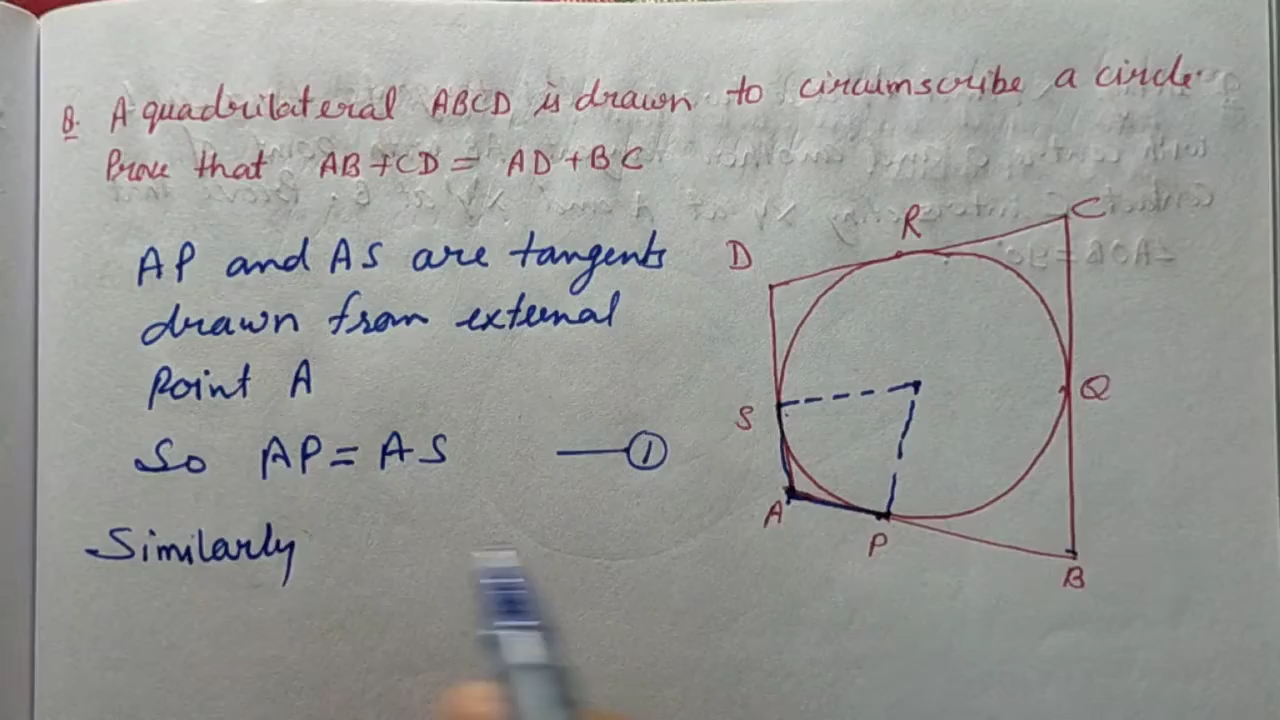 Q. A quadrilateral ABCD is drawn to circumscribe a circle.
Prove that AB+CD = AD+BC
AP and AS are tangents
drawn from external
Point A
So AP = AS —①
Similarly
D
R
C
S
Q
A
P
B